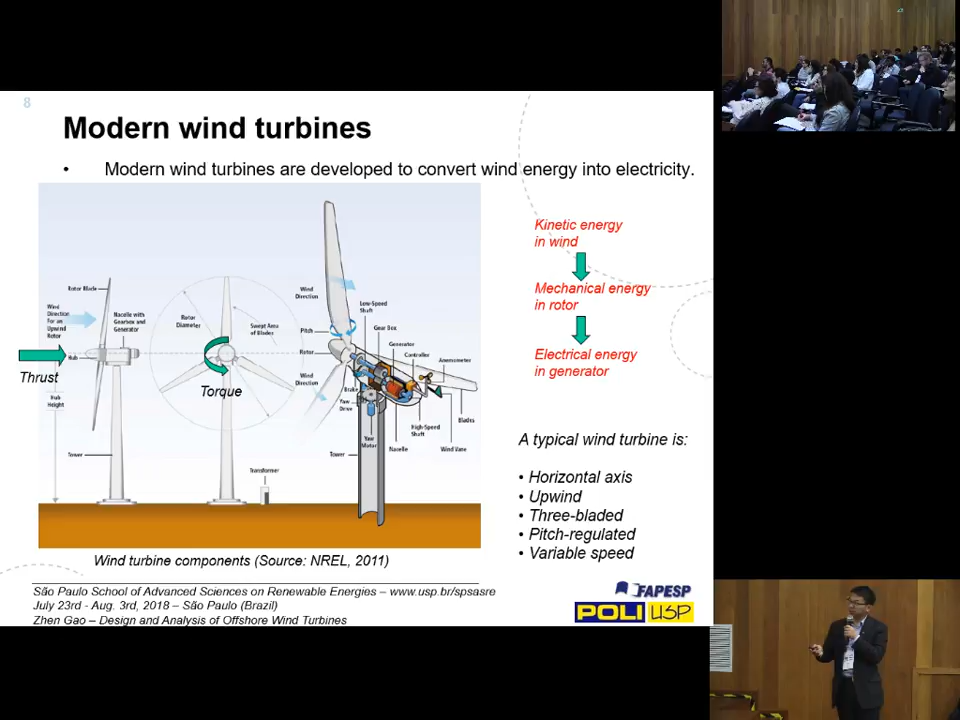 8
Modern wind turbines
• Modern wind turbines are developed to convert wind energy into electricity.
Kinetic energy
in wind
Mechanical energy
in rotor
Electrical energy
in generator
Rotor Blade
Wind
Direction
For an
Upwind
Rotor
Nacelle with
Gearbox and
Generator
Hub
Thrust
Hub
Height
Tower
Rotor
Diameter
Swept Area
of Blades
Torque
Transformer
Wind
Direction
Low-Speed
Shaft
Pitch
Gear Box
Rotor
Generator
Controller
Anemometer
Wind
Direction
Brake
Yaw
Drive
Yaw
Motor
Blades
High-Speed
Shaft
Tower
Nacelle
Wind Vane
A typical wind turbine is:
• Horizontal axis
• Upwind
• Three-bladed
• Pitch-regulated
• Variable speed
Wind turbine components (Source: NREL, 2011)
São Paulo School of Advanced Sciences on Renewable Energies – www.usp.br/spsasre
July 23rd - Aug. 3rd, 2018 – São Paulo (Brazil)
Zhen Gao – Design and Analysis of Offshore Wind Turbines
FAPESP
POLI USP